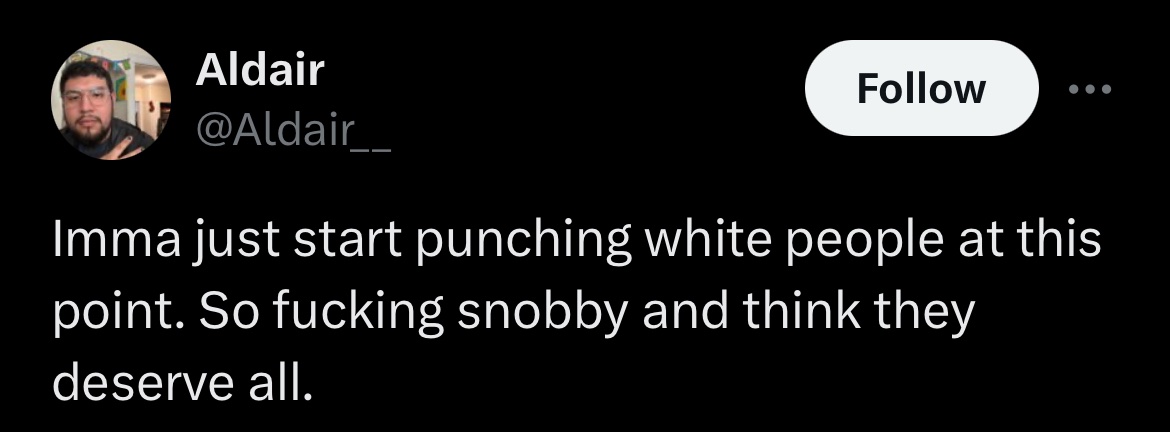 Aldair
@Aldair__
Follow
Imma just start punching white people at this
point. So fucking snobby and think they
deserve all.